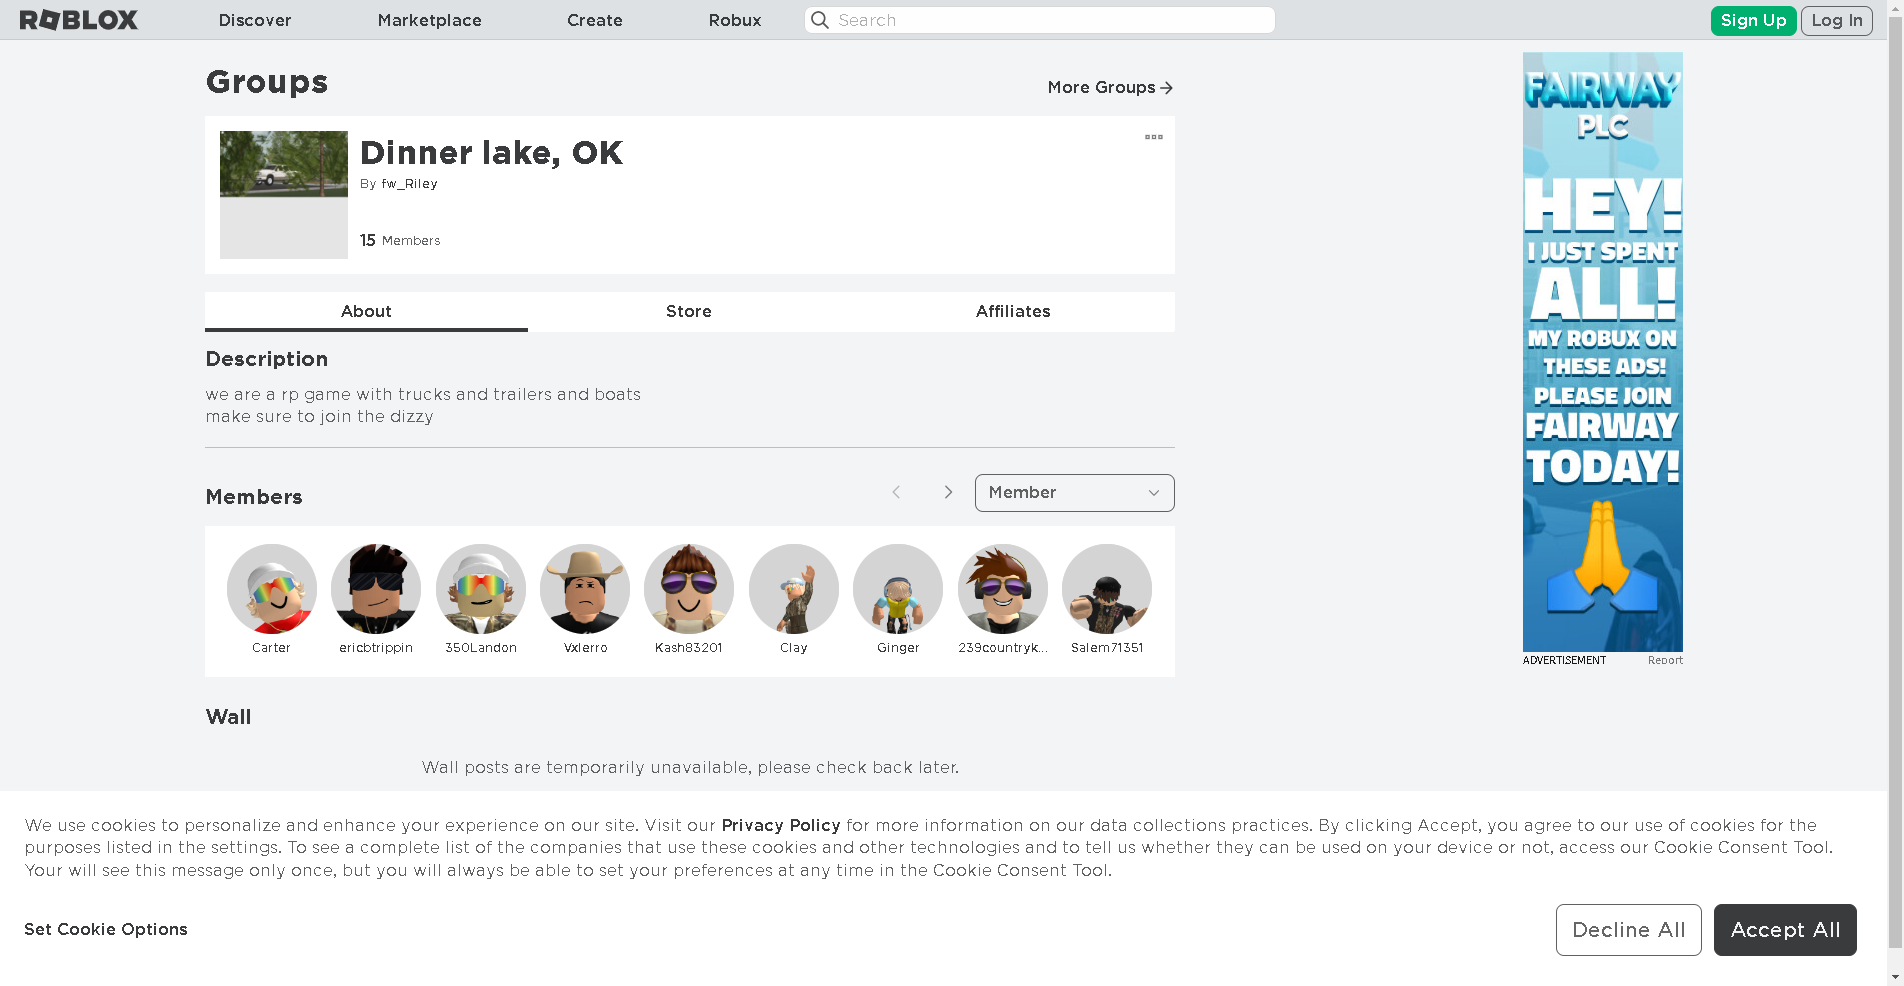 ROBLOX
Discover
Marketplace
Create
Robux
Search
Sign Up
Log In
Groups
More Groups
Dinner lake, OK
By fw_Riley
15 Members
About
Store
Affiliates
Description
we are a rp game with trucks and trailers and boats
make sure to join the dizzy
Members
Member
Carter
ericbtrippin
350Landon
Vxlerro
Kash83201
Clay
Ginger
239countryk...
Salem71351
Wall
Wall posts are temporarily unavailable, please check back later.
FAIRWAY
PLC
HEY!
I JUST SPENT
ALL!
MY ROBUX ON
THESE ADS!
PLEASE JOIN
FAIRWAY
TODAY!
ADVERTISEMENT
Report
We use cookies to personalize and enhance your experience on our site. Visit our Privacy Policy for more information on our data collections practices. By clicking Accept, you agree to our use of cookies for the
purposes listed in the settings. To see a complete list of the companies that use these cookies and other technologies and to tell us whether they can be used on your device or not, access our Cookie Consent Tool.
Your will see this message only once, but you will always be able to set your preferences at any time in the Cookie Consent Tool.
Set Cookie Options
Decline All
Accept All